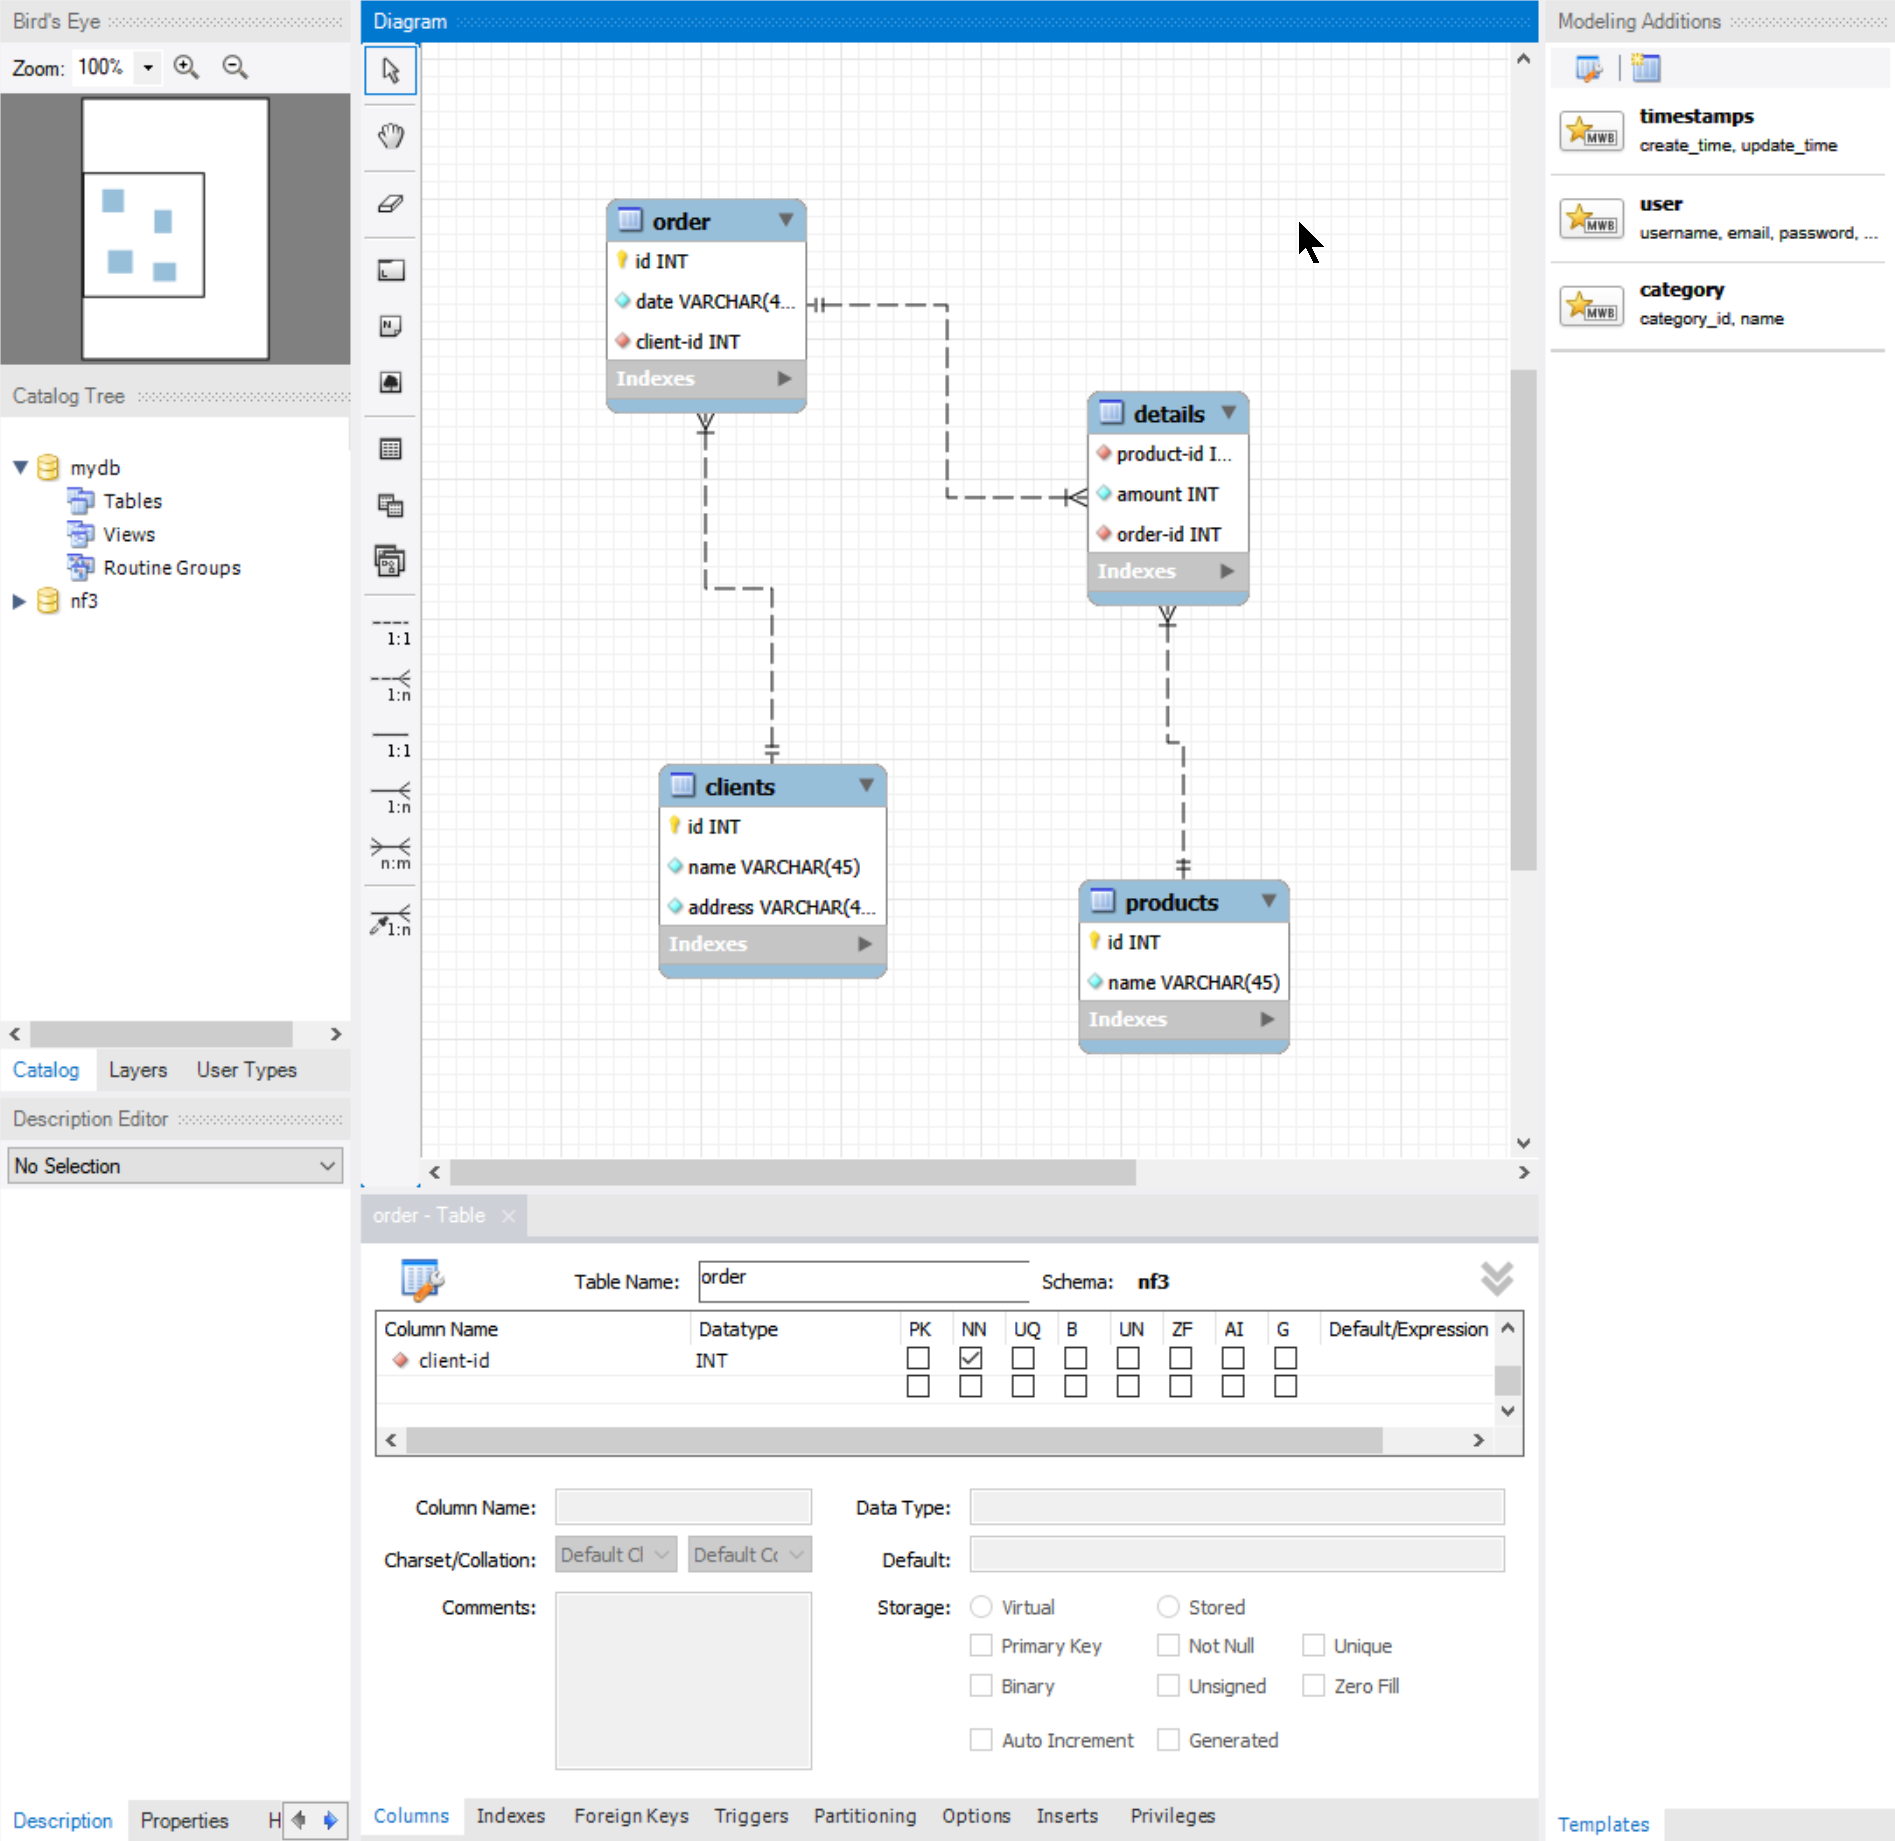 Bird's Eye
Zoom: 100%
Catalog Tree
mydb
Tables
Views
Routine Groups
nf3
Catalog Layers User Types
Description Editor
No Selection
Description Properties H
Diagram
1:1
1:n
1:1
1:n
n:m
1:n
order
id INT
date VARCHAR(4...
client-id INT
Indexes
details
product-id I...
amount INT
order-id INT
Indexes
clients
id INT
name VARCHAR(45)
address VARCHAR(4...
Indexes
products
id INT
name VARCHAR(45)
Indexes
order - Table
Table Name: order Schema: nf3
Column Name Datatype PK NN UQ B UN ZF AI G Default/Expression
client-id INT
Column Name: Data Type:
Charset/Collation: Default Cl Default Co Default:
Comments: Storage: Virtual Stored
Primary Key Not Null Unique
Binary Unsigned Zero Fill
Auto Increment Generated
Columns Indexes Foreign Keys Triggers Partitioning Options Inserts Privileges
Modeling Additions
MWB
timestamps
create_time, update_time
MWB
user
username, email, password, ...
MWB
category
category_id, name
Templates